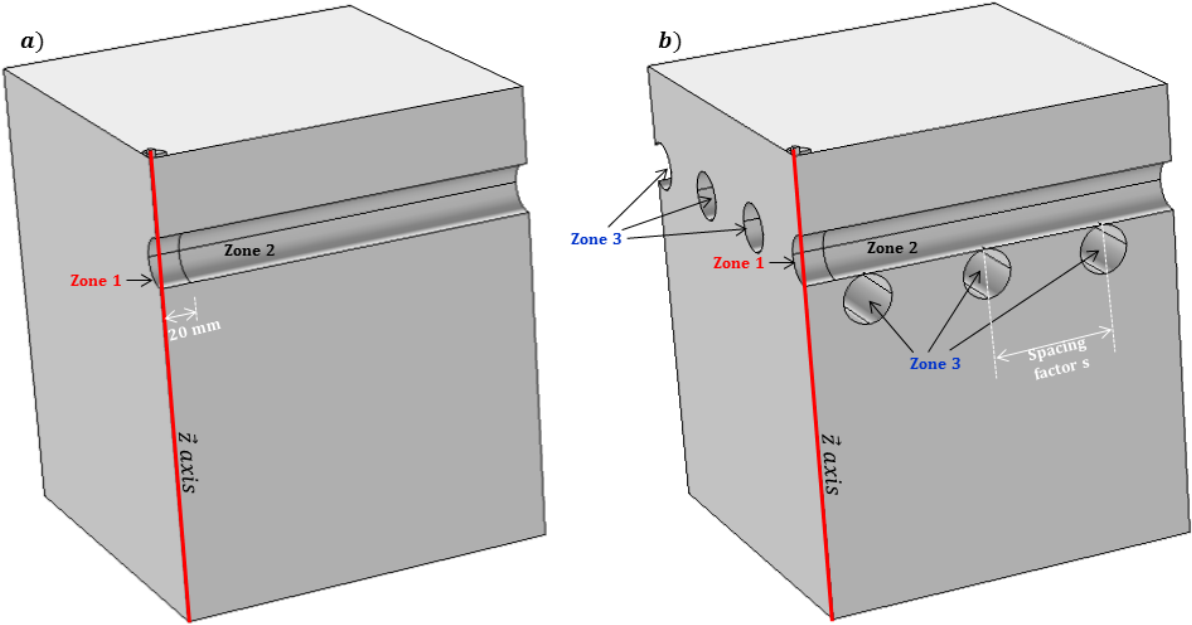 a)
Zone 2
Zone 1
20 mm
z⃗ axis
b)
Zone 3
Zone 2
Zone 1
Zone 3
Spacing
factor s
z⃗ axis